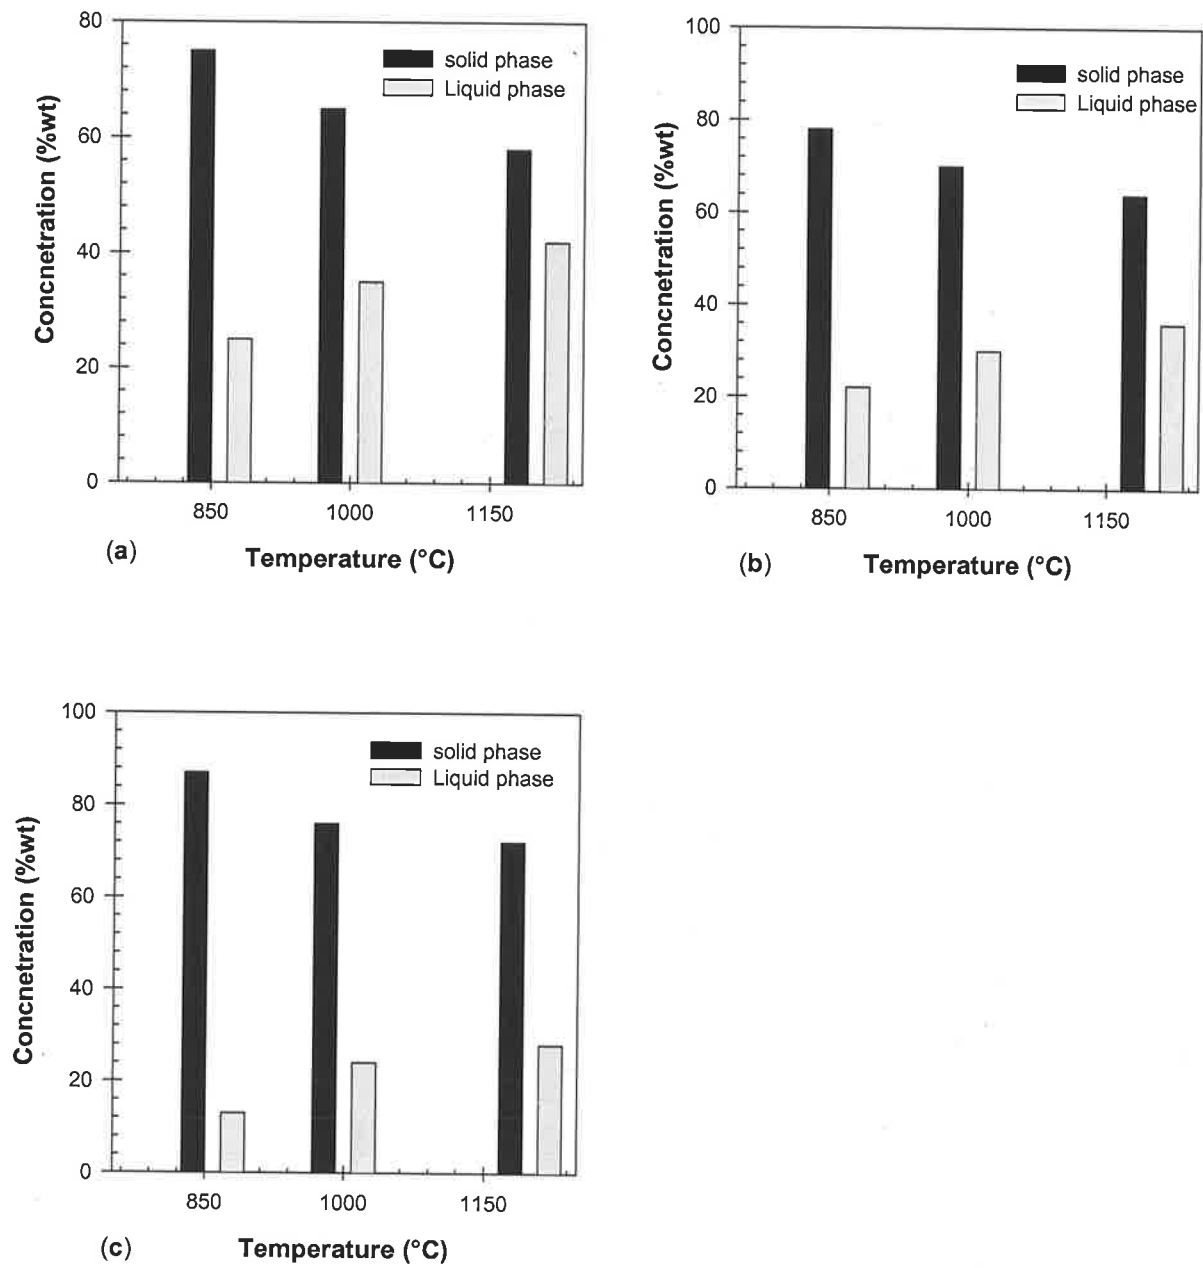 80
60
40
20
0
Concnetration (%wt)
solid phase
Liquid phase
850 1000 1150
(a) Temperature (°C)
100
80
60
40
20
0
Concnetration (%wt)
solid phase
Liquid phase
850 1000 1150
(b) Temperature (°C)
100
80
60
40
20
0
Concnetration (%wt)
solid phase
Liquid phase
850 1000 1150
(c) Temperature (°C)